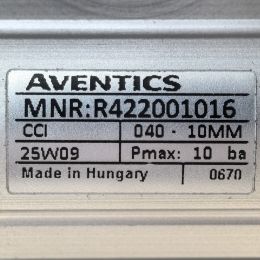 AVENTICS
MNR:R422001016
CCI 040 - 10MM
25W09 Pmax: 10 ba
Made in Hungary 0670